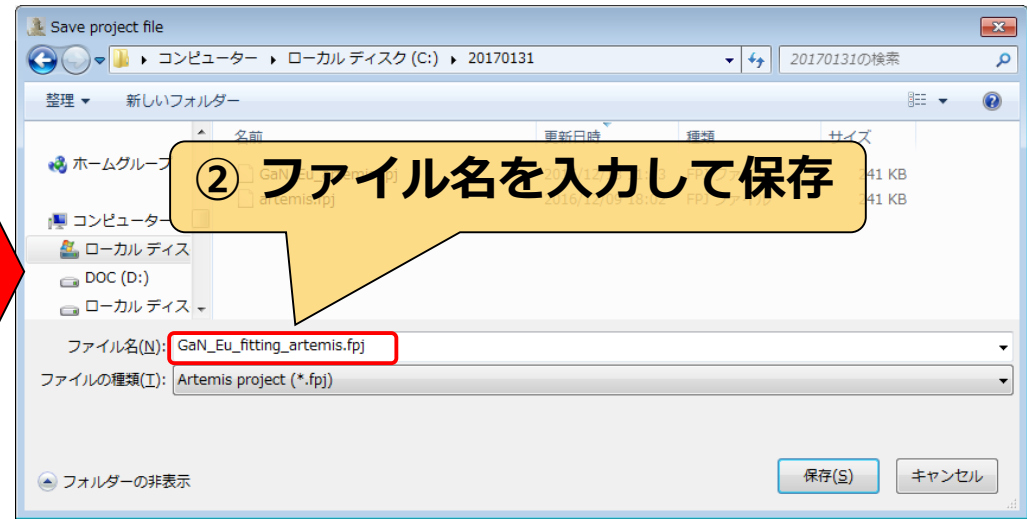 Save project file
コンピューター ▸ ローカル ディスク (C:) ▸ 20170131
20170131の検索
整理 ▼ 新しいフォルダー
名前 更新日時 種類 サイズ
ホームグループ
② ファイル名を入力して保存
241 KB
artemis.fpj 2016/12/09 18:02 FPJ ファイル 241 KB
コンピューター
ローカル ディス
DOC (D:)
ローカル ディス
ファイル名(N): GaN_Eu_fitting_artemis.fpj
ファイルの種類(T): Artemis project (*.fpj)
フォルダーの非表示
保存(S) キャンセル